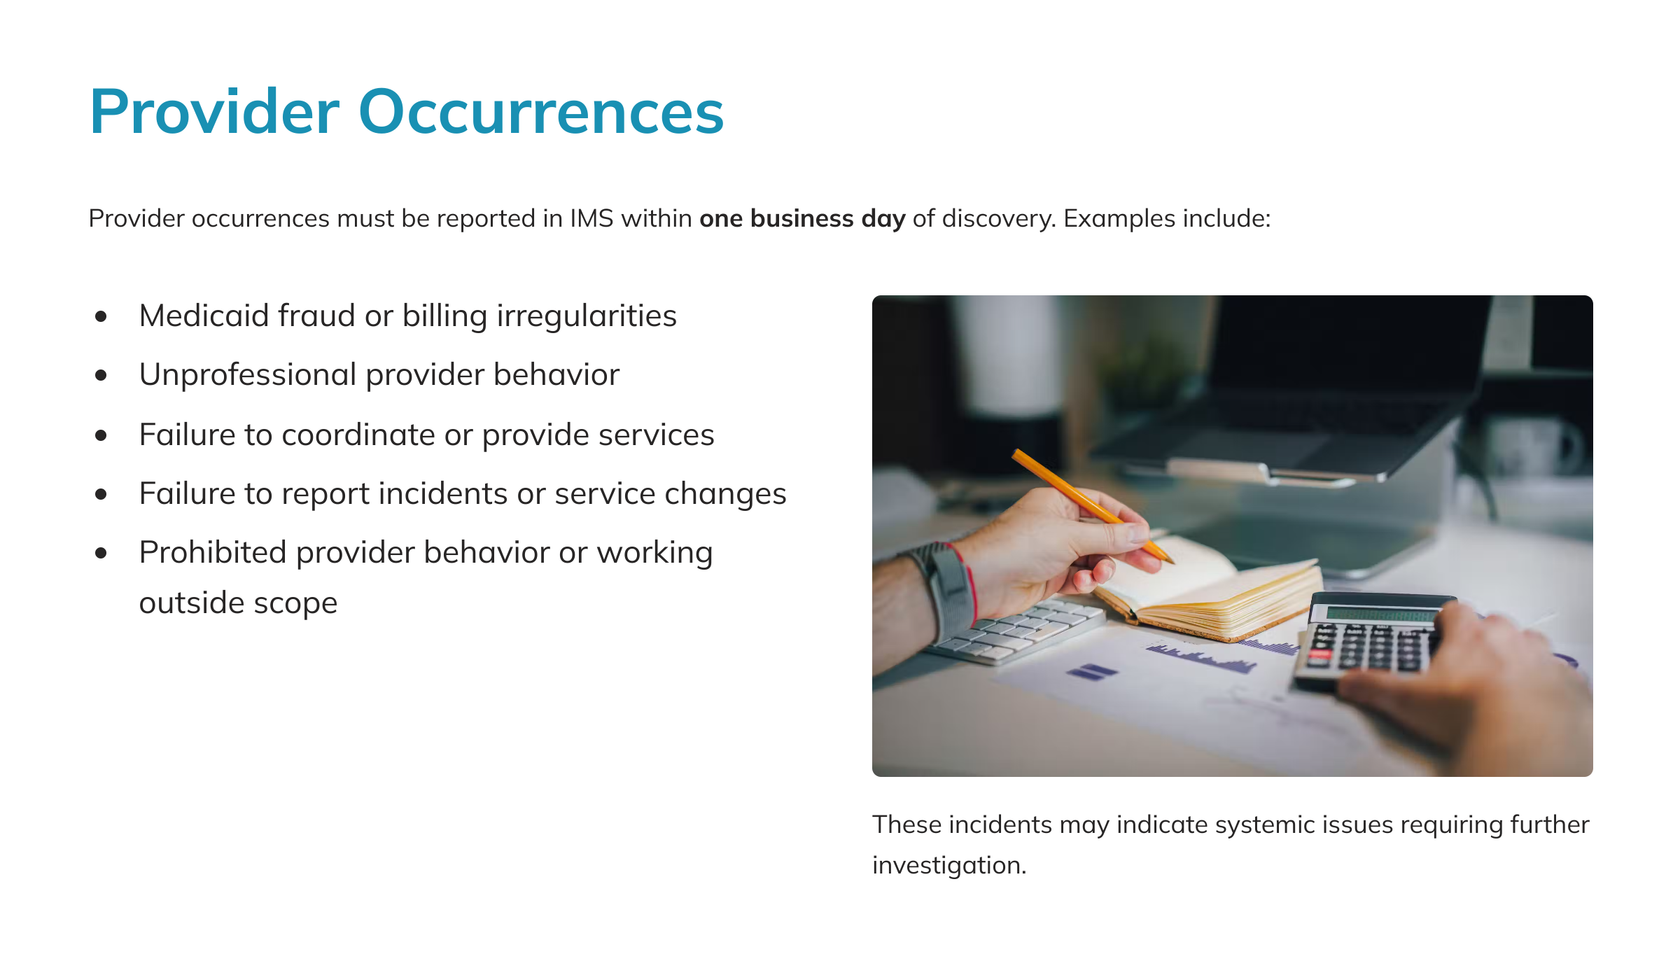 Provider Occurrences
Provider occurrences must be reported in IMS within one business day of discovery. Examples include:
• Medicaid fraud or billing irregularities
• Unprofessional provider behavior
• Failure to coordinate or provide services
• Failure to report incidents or service changes
• Prohibited provider behavior or working
outside scope
These incidents may indicate systemic issues requiring further
investigation.